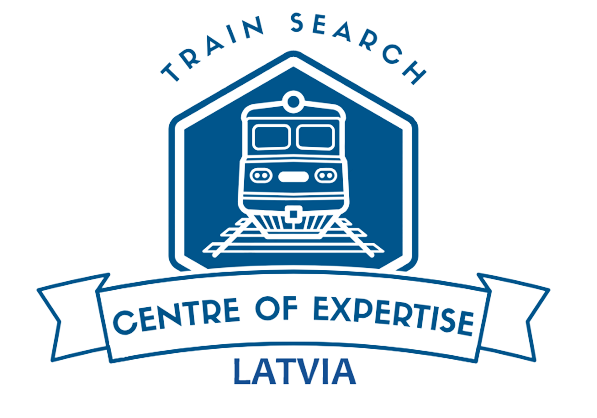 TRAIN SEARCH
CENTRE OF EXPERTISE
LATVIA